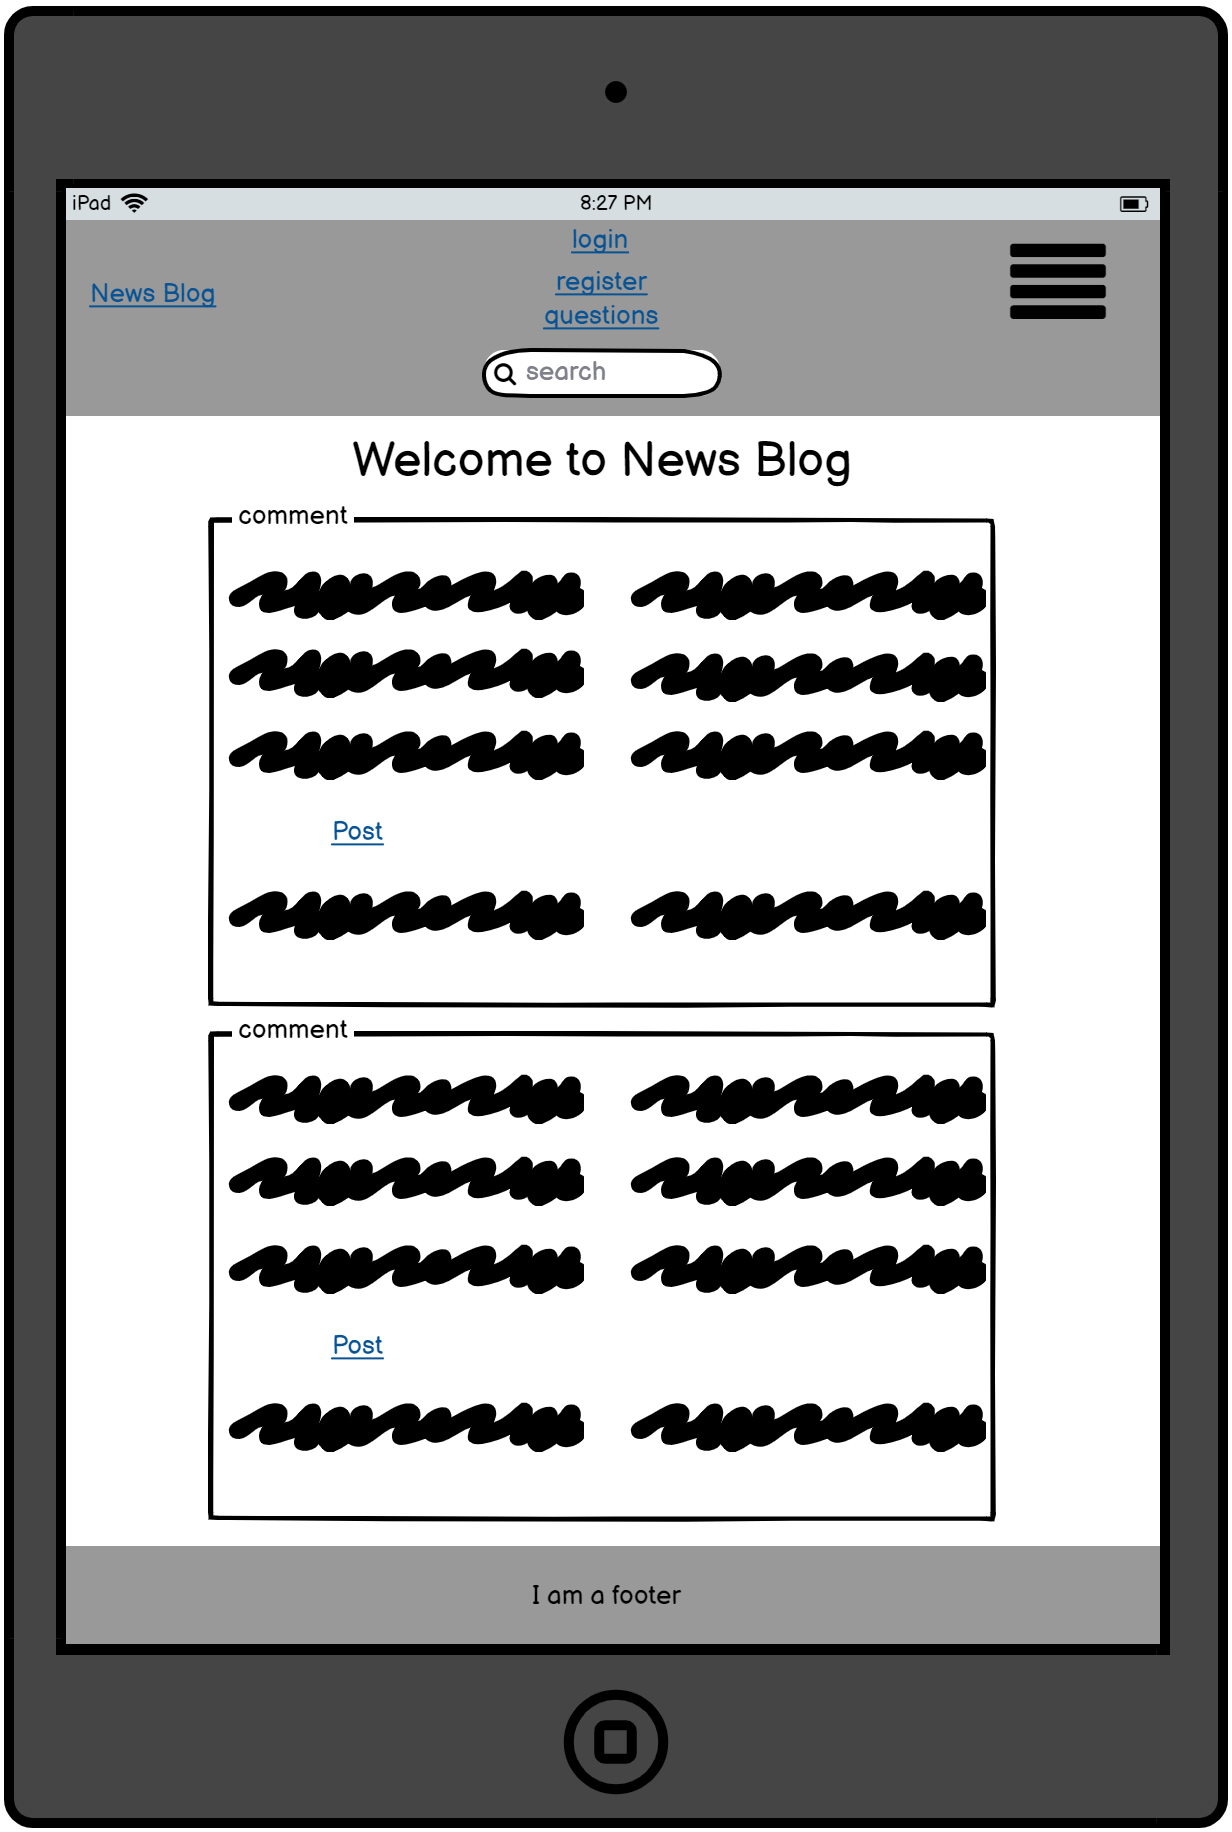 iPad 8:27 PM
login
News Blog
register
questions
search
Welcome to News Blog
comment
Post
comment
Post
I am a footer